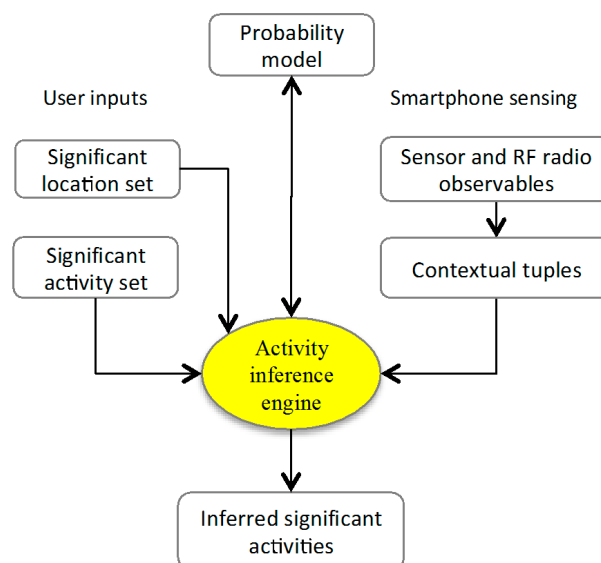 Probability
model
User inputs
Smartphone sensing
Significant
location set
Sensor and RF radio
observables
Significant
activity set
Contextual tuples
Activity
inference
engine
Inferred significant
activities